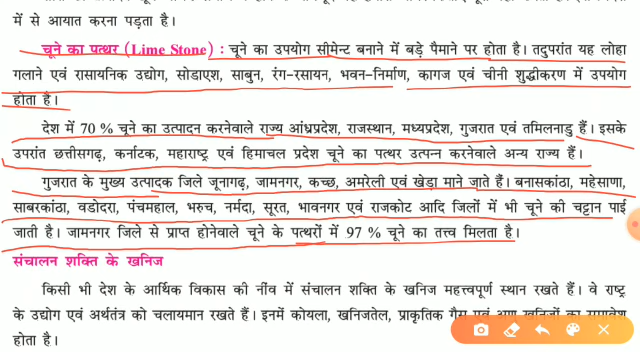 में से आयात करना पड़ता है।
चूने का पत्थर (Lime Stone) : चूने का उपयोग सीमेन्ट बनाने में बड़े पैमाने पर होता है। तदुपरांत यह लोहा
गलाने एवं रासायनिक उद्योग, सोडाएश, साबुन, रंग-रसायन, भवन-निर्माण, कागज एवं चीनी शुद्धीकरण में उपयोग
होता है।
देश में 70 % चूने का उत्पादन करनेवाले राज्य आंध्रप्रदेश, राजस्थान, मध्यप्रदेश, गुजरात एवं तमिलनाडु हैं। इसके
उपरांत छत्तीसगढ़, कर्नाटक, महाराष्ट्र एवं हिमाचल प्रदेश चूने का पत्थर उत्पन्न करनेवाले अन्य राज्य हैं।
गुजरात के मुख्य उत्पादक जिले जूनागढ़, जामनगर, कच्छ, अमरेली एवं खेड़ा माने जाते हैं। बनासकांठा, महेसाणा,
साबरकांठा, वडोदरा, पंचमहाल, भरुच, नर्मदा, सूरत, भावनगर एवं राजकोट आदि जिलों में भी चूने की चट्टान पाई
जाती है। जामनगर जिले से प्राप्त होनेवाले चूने के पत्थरों में 97 % चूने का तत्त्व मिलता है।
संचालन शक्ति के खनिज
किसी भी देश के आर्थिक विकास की नींव में संचालन शक्ति के खनिज महत्त्वपूर्ण स्थान रखते हैं। वे राष्ट्र
के उद्योग एवं अर्थतंत्र को चलायमान रखते हैं। इनमें कोयला, खनिजतेल, प्राकृतिक गैस
होता है।